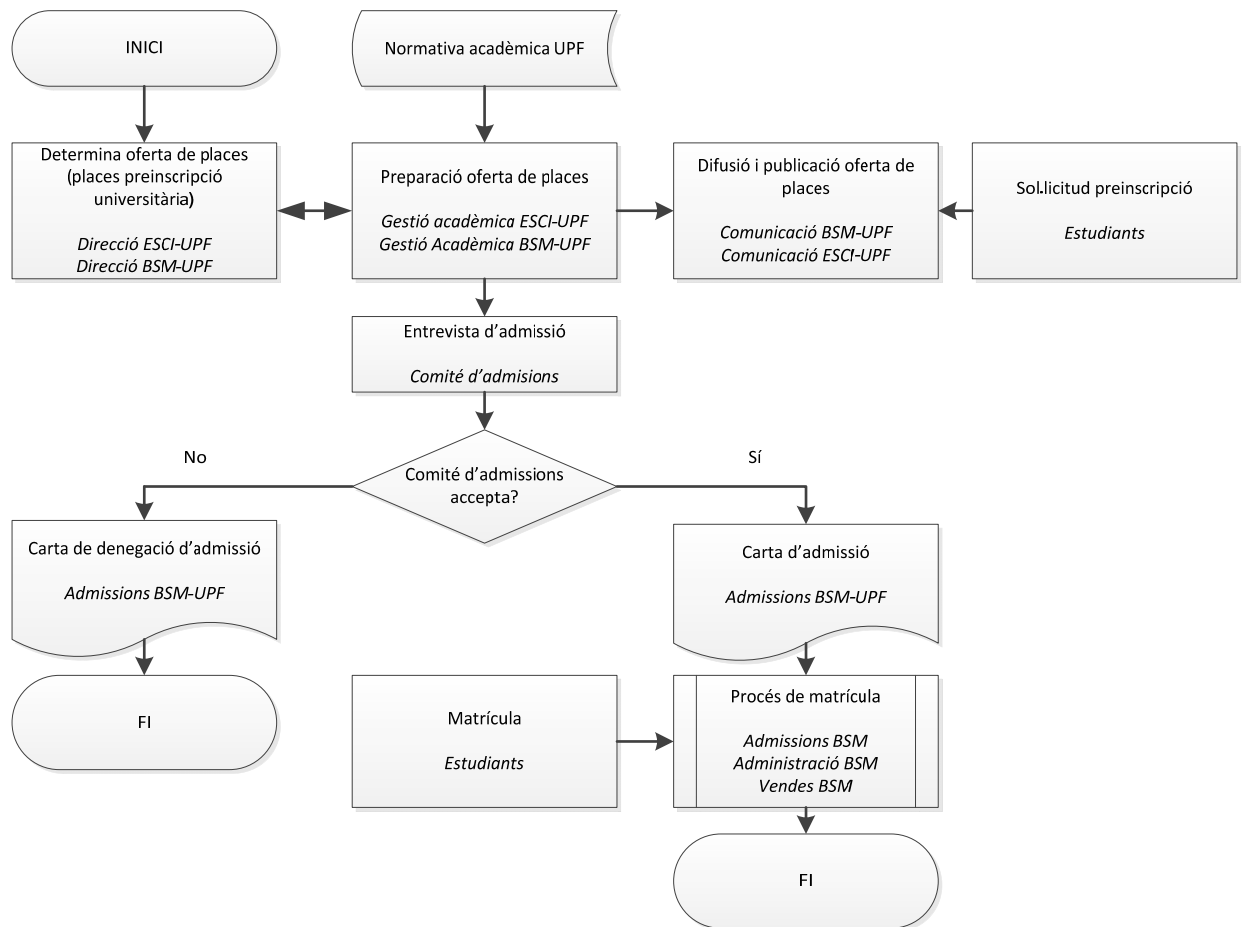 INICI
Normativa acadèmica UPF
Determina oferta de places
(places preinscripció
universitària)
Direcció ESCI-UPF
Direcció BSM-UPF
Preparació oferta de places
Gestió acadèmica ESCI-UPF
Gestió Acadèmica BSM-UPF
Difusió i publicació oferta de
places
Comunicació BSM-UPF
Comunicació ESCI-UPF
Sol.licitud preinscripció
Estudiants
Entrevista d’admissió
Comité d’admisions
No
Comité d’admissions
accepta?
Sí
Carta de denegació d’admissió
Admissions BSM-UPF
Carta d’admissió
Admissions BSM-UPF
FI
Matrícula
Estudiants
Procés de matrícula
Admissions BSM
Administració BSM
Vendes BSM
FI